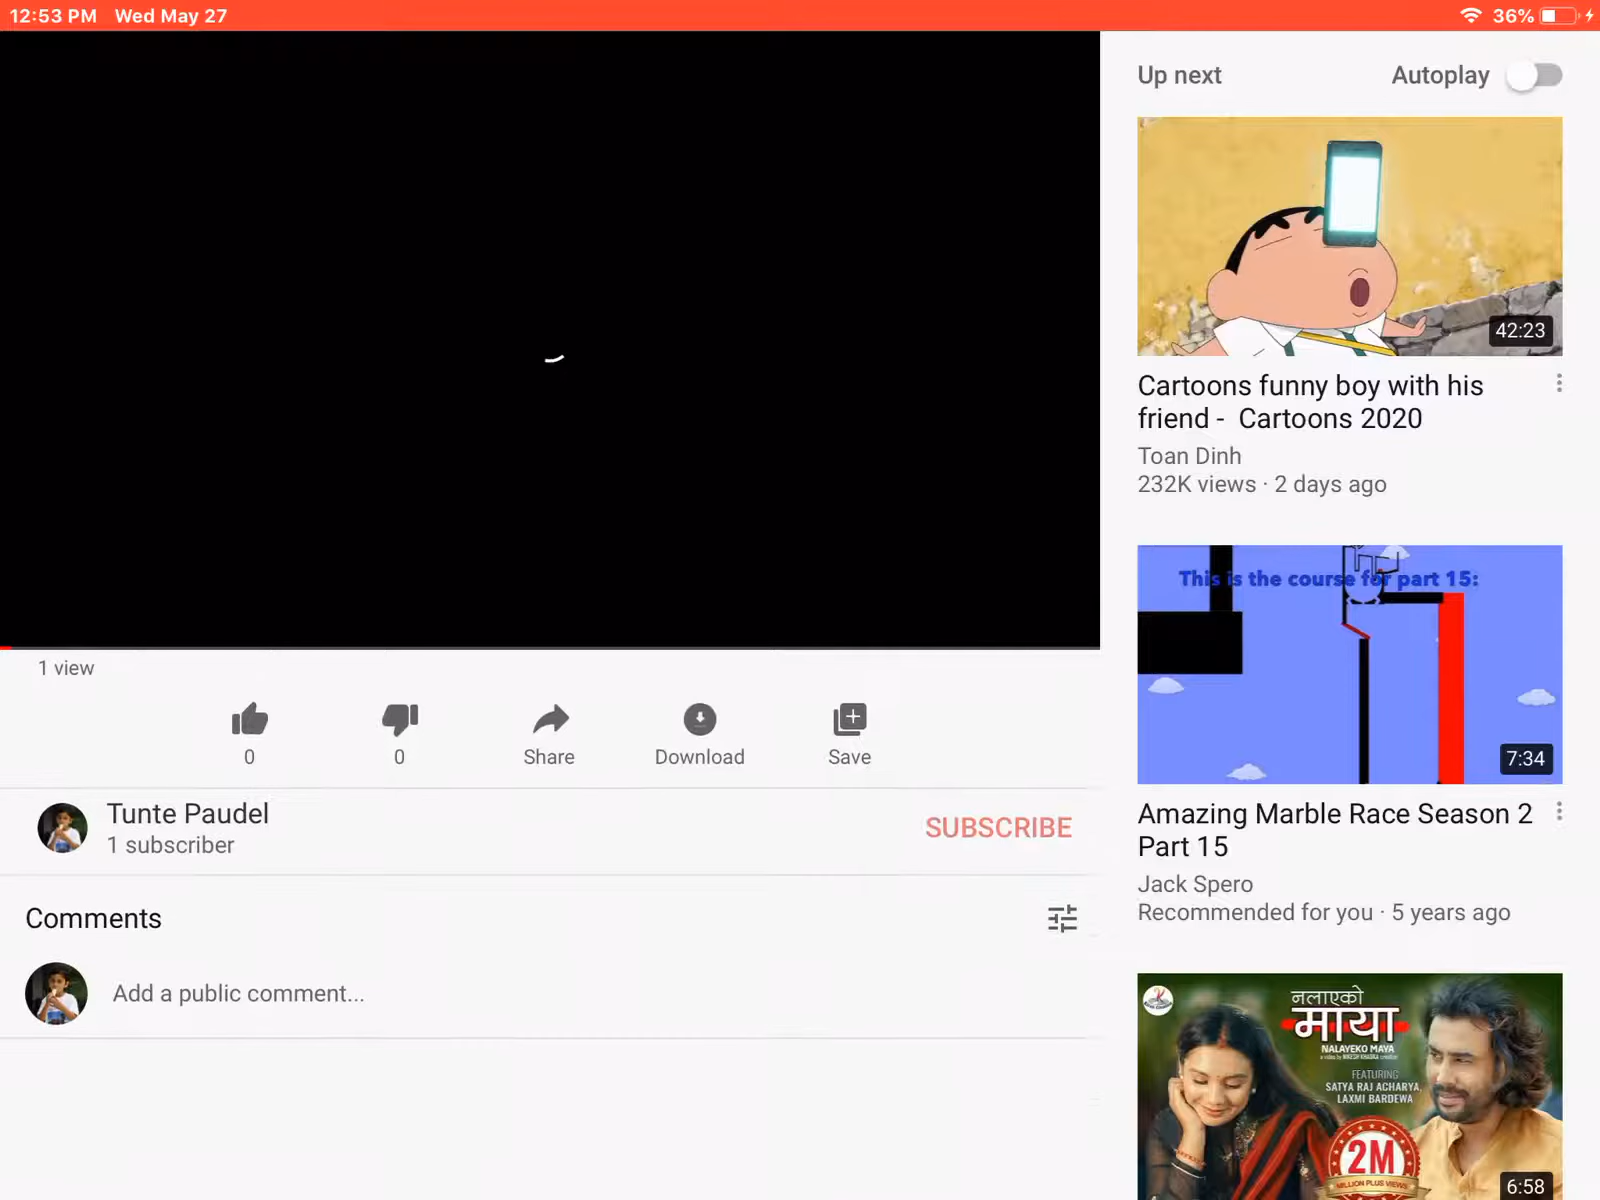 12:53 PM Wed May 27
36%
1 view
0
0
Share
Download
Save
Tunte Paudel
1 subscriber
SUBSCRIBE
Comments
Add a public comment...
Up next
Autoplay
42:23
Cartoons funny boy with his
friend - Cartoons 2020
Toan Dinh
232K views · 2 days ago
This is the course for part 15:
7:34
Amazing Marble Race Season 2
Part 15
Jack Spero
Recommended for you · 5 years ago
नलाएको
माया
NALAYEKO MAYA
FEATURING
SATYA RAJ ACHARYA,
LAXMI BARDEWA
2M
MILLION PLUS VIEWS
6:58